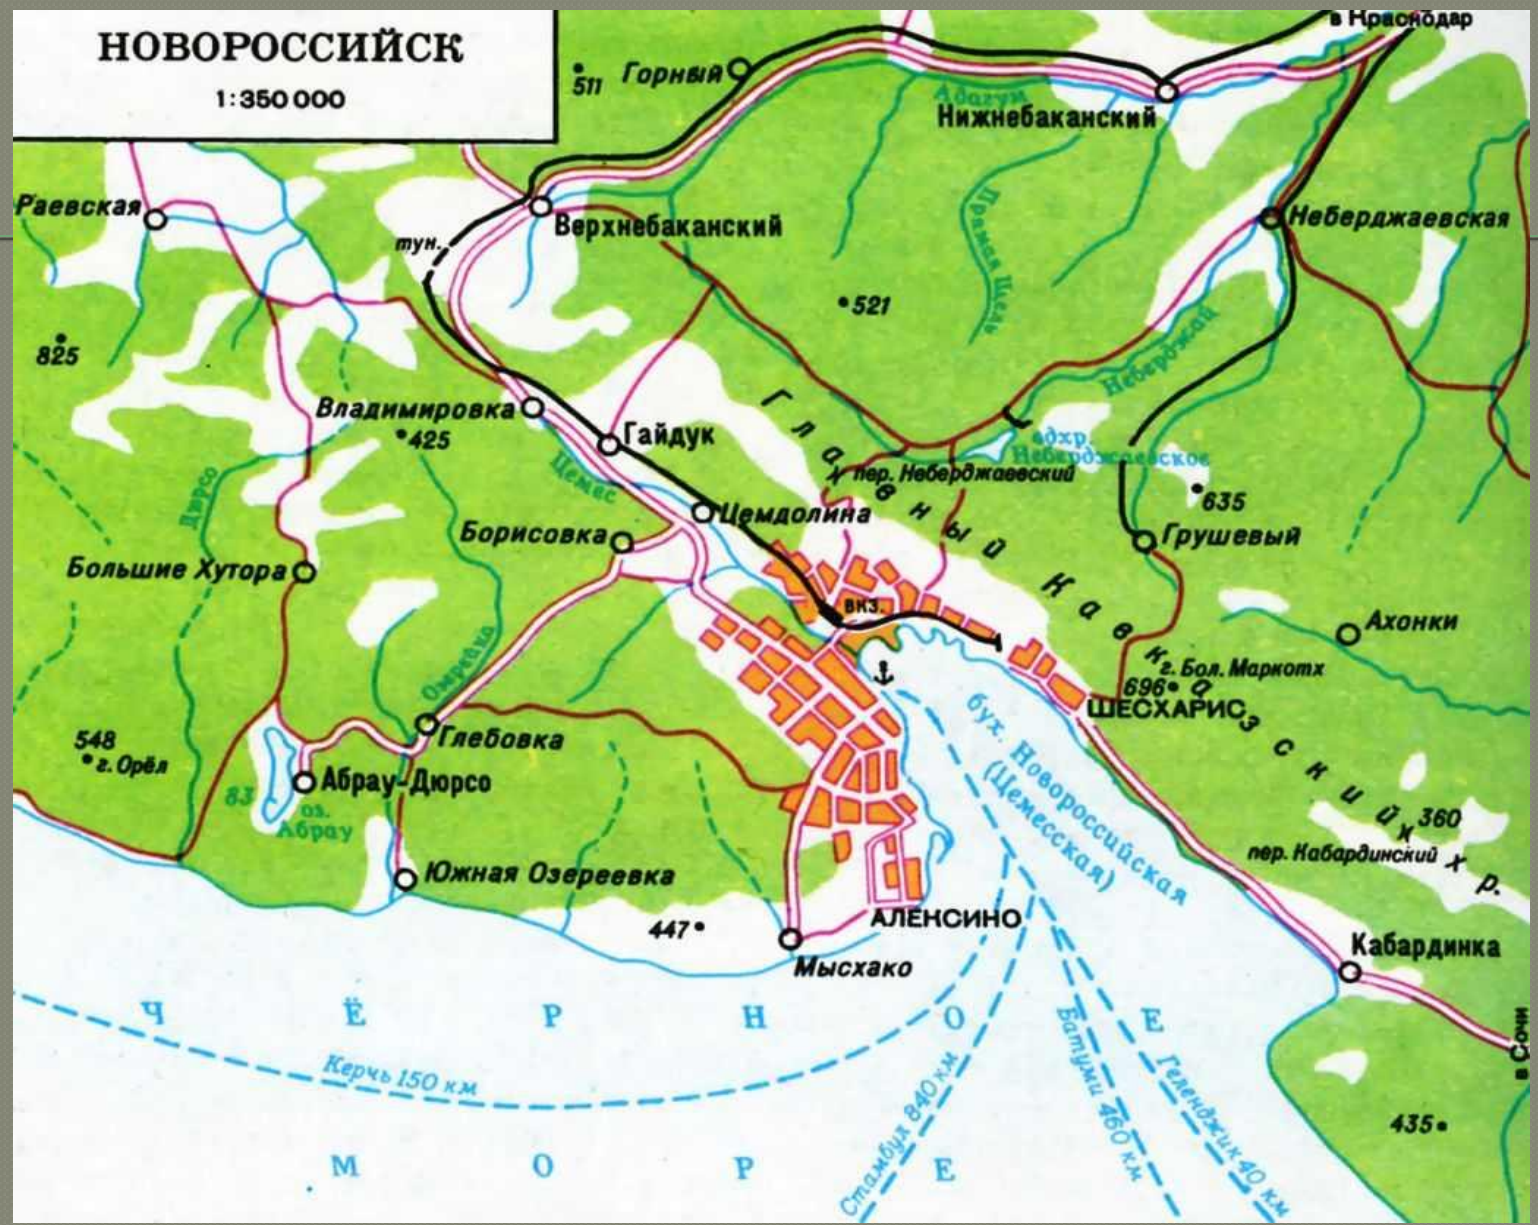 НОВОРОССИЙСК
1:350 000
в Краснодар
511
Горный
Адагум
Нижнебаканский
Раевская
Верхнебаканский
тун.
Прямая Щель
Неберджаевская
521
825
Неберджай
Владимировка
425
Гайдук
Главный Кавказский хр.
вдхр.
Неберджаевское
пер. Неберджаевский
Цемес
Дюрсо
635
Цемдолина
Борисовка
Грушевый
Большие Хутора
вкз.
Ахонки
Озерейка
г. Бол. Маркотх
696
ШЕСХАРИС
бух. Новороссийская
(Цемесская)
548
г. Орёл
Глебовка
Абрау-Дюрсо
83
оз.
Абрау
360
пер. Кабардинский
Южная Озереевка
447
АЛЕКСИНО
Мысхако
Кабардинка
ЧЁРНОЕ
МОРЕ
Керчь 150 км
Стамбул 840 км
Батуми 460 км
Геленджик 40 км
в Сочи
435